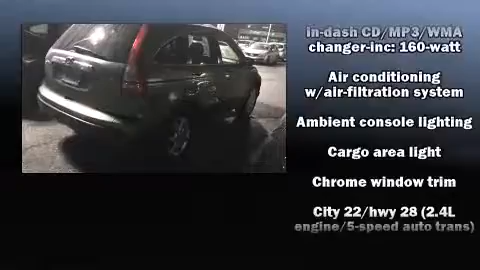 in-dash CD/MP3/WMA
changer-inc: 160-watt
Air conditioning
w/air-filtration system
Ambient console lighting
Cargo area light
Chrome window trim
City 22/hwy 28 (2.4L
engine/5-speed auto trans)